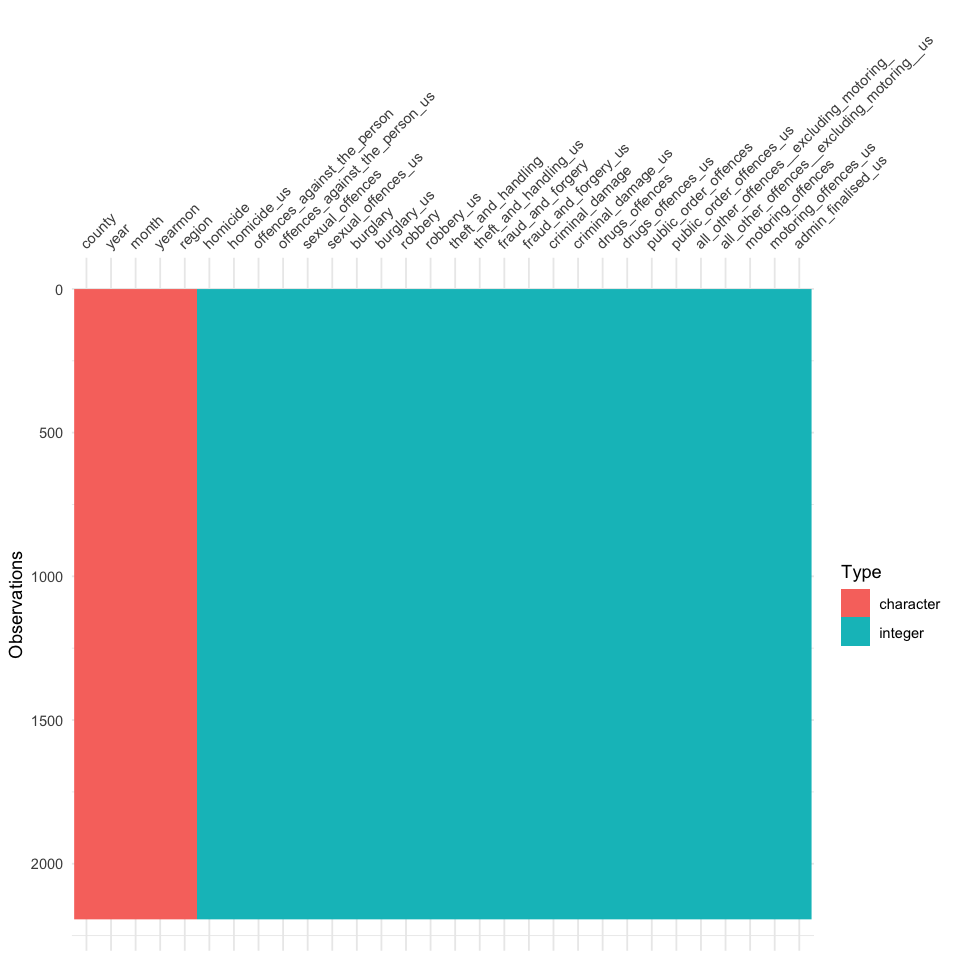 county
year
month
yearmon
region
homicide
homicide_us
offences_against_the_person
offences_against_the_person_us
sexual_offences
sexual_offences_us
burglary
burglary_us
robbery
robbery_us
theft_and_handling
theft_and_handling_us
fraud_and_forgery
fraud_and_forgery_us
criminal_damage
criminal_damage_us
drugs_offences
drugs_offences_us
public_order_offences
public_order_offences_us
all_other_offences__excluding_motoring_
all_other_offences__excluding_motoring__us
motoring_offences
motoring_offences_us
admin_finalised_us
0
500
1000
1500
2000
Observations
Type
character
integer